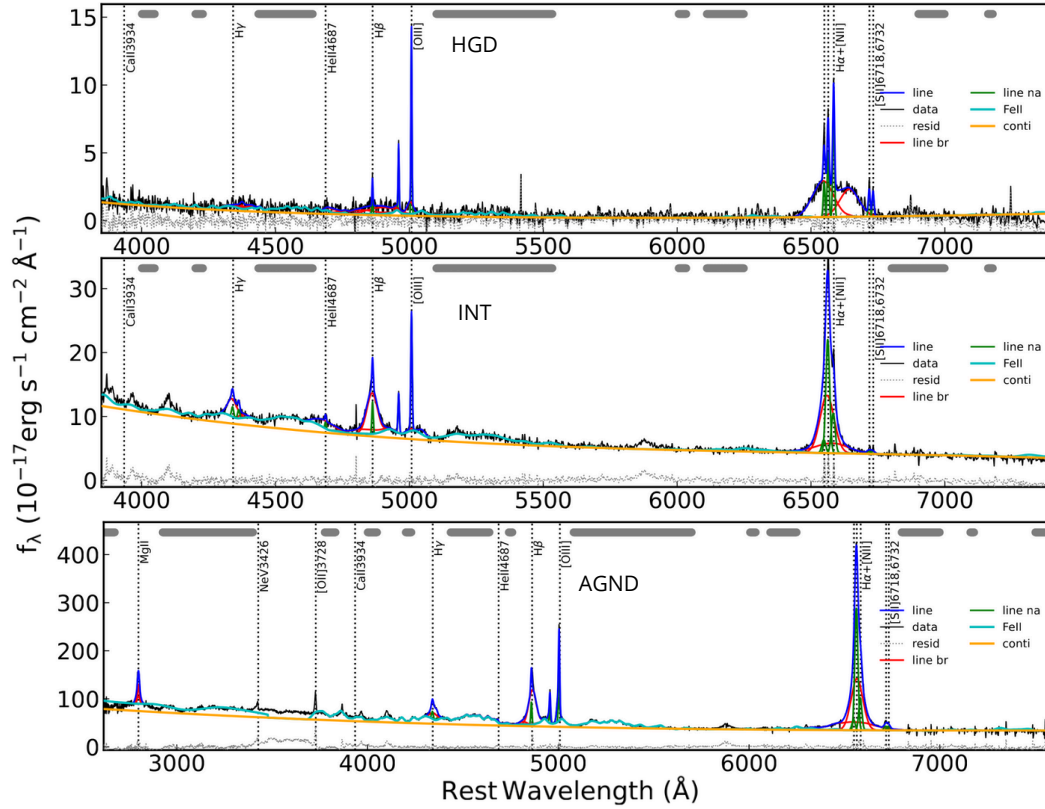 15
10
5
0
CaII3934
Hγ
HeII4687
Hβ
[OIII]
HGD
Hα+[NII]
[SII]6718,6732
line
data
resid
line br
line na
FeII
conti
4000 4500 5000 5500 6000 6500 7000
30
20
10
0
CaII3934
Hγ
HeII4687
Hβ
[OIII]
INT
Hα+[NII]
[SII]6718,6732
line
data
resid
line br
line na
FeII
conti
4000 4500 5000 5500 6000 6500 7000
fλ (10⁻¹⁷erg s⁻¹ cm⁻² Å⁻¹)
400
300
200
100
0
MgII
NeV3426
[OII]3728
CaII3934
Hγ
HeII4687
Hβ
[OIII]
AGND
Hα+[NII]
[SII]6718,6732
line
data
resid
line br
line na
FeII
conti
3000 4000 5000 6000 7000
Rest Wavelength (Å)